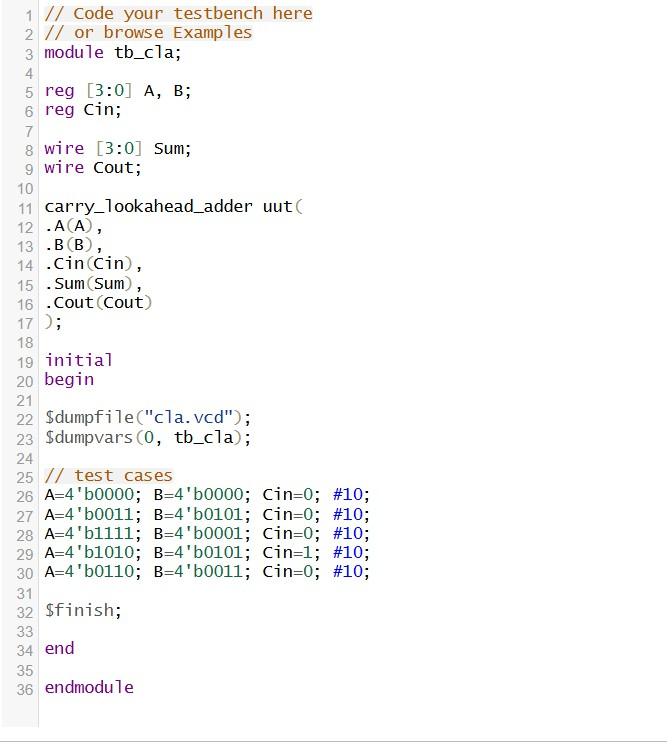 1 // Code your testbench here
2 // or browse Examples
3 module tb_cla;
4
5 reg [3:0] A, B;
6 reg Cin;
7
8 wire [3:0] Sum;
9 wire Cout;
10
11 carry_lookahead_adder uut(
12 .A(A),
13 .B(B),
14 .Cin(Cin),
15 .Sum(Sum),
16 .Cout(Cout)
17 );
18
19 initial
20 begin
21
22 $dumpfile("cla.vcd");
23 $dumpvars(0, tb_cla);
24
25 // test cases
26 A=4'b0000; B=4'b0000; Cin=0; #10;
27 A=4'b0011; B=4'b0101; Cin=0; #10;
28 A=4'b1111; B=4'b0001; Cin=0; #10;
29 A=4'b1010; B=4'b0101; Cin=1; #10;
30 A=4'b0110; B=4'b0011; Cin=0; #10;
31
32 $finish;
33
34 end
35
36 endmodule